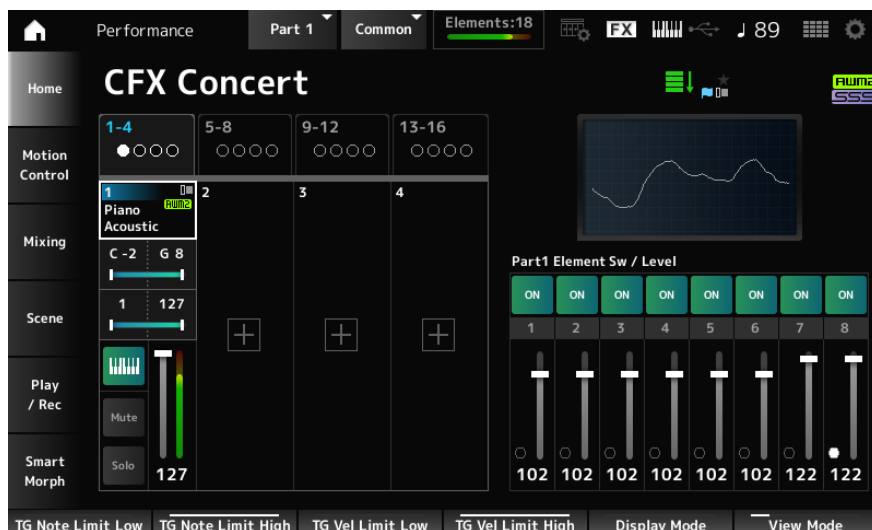 Performance
Part 1
Common
Elements:18
FX
89
Home
CFX Concert
AWM2
SSS
1-4
5-8
9-12
13-16
Motion
Control
1
AWM2
Piano
Acoustic
2
3
4
Mixing
C -2
G 8
Part1 Element Sw / Level
ON ON ON ON ON ON ON ON
1 2 3 4 5 6 7 8
1
127
Scene
Play
/ Rec
Mute
Solo
127
Smart
Morph
102 102 102 102 102 102 122 122
TG Note Limit Low
TG Note Limit High
TG Vel Limit Low
TG Vel Limit High
Display Mode
View Mode